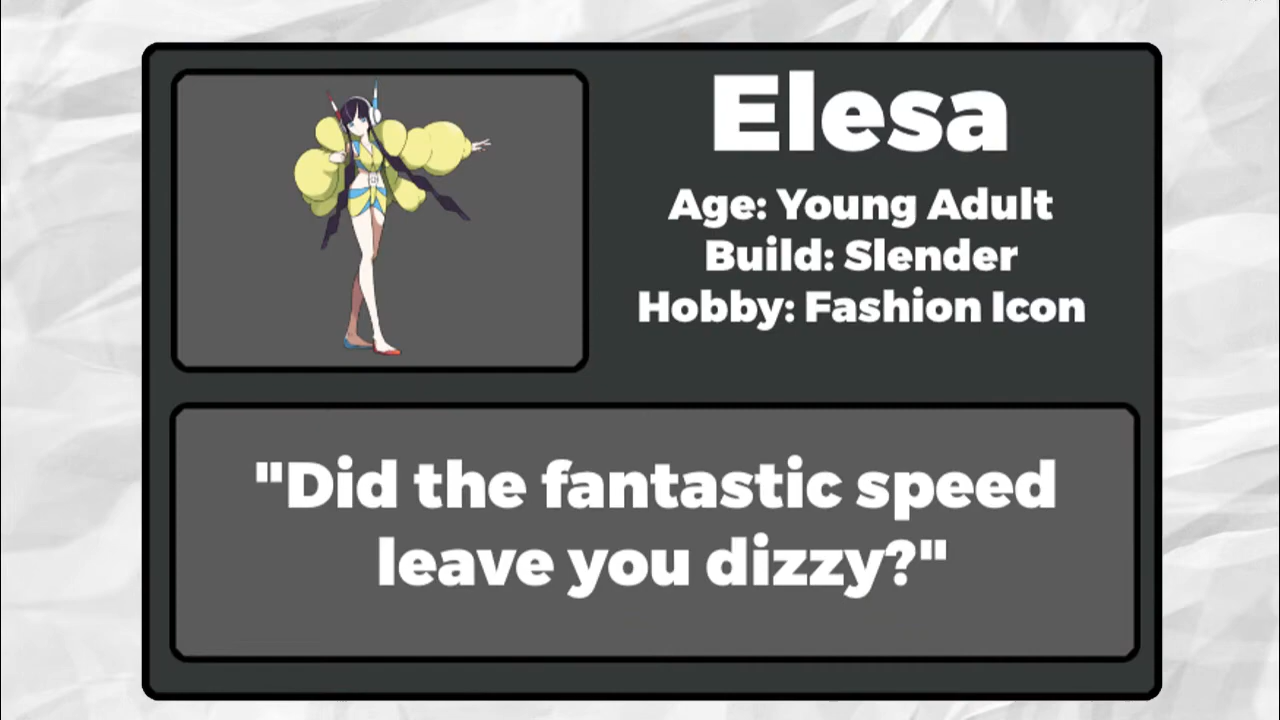 Elesa
Age: Young Adult
Build: Slender
Hobby: Fashion Icon
"Did the fantastic speed
leave you dizzy?"